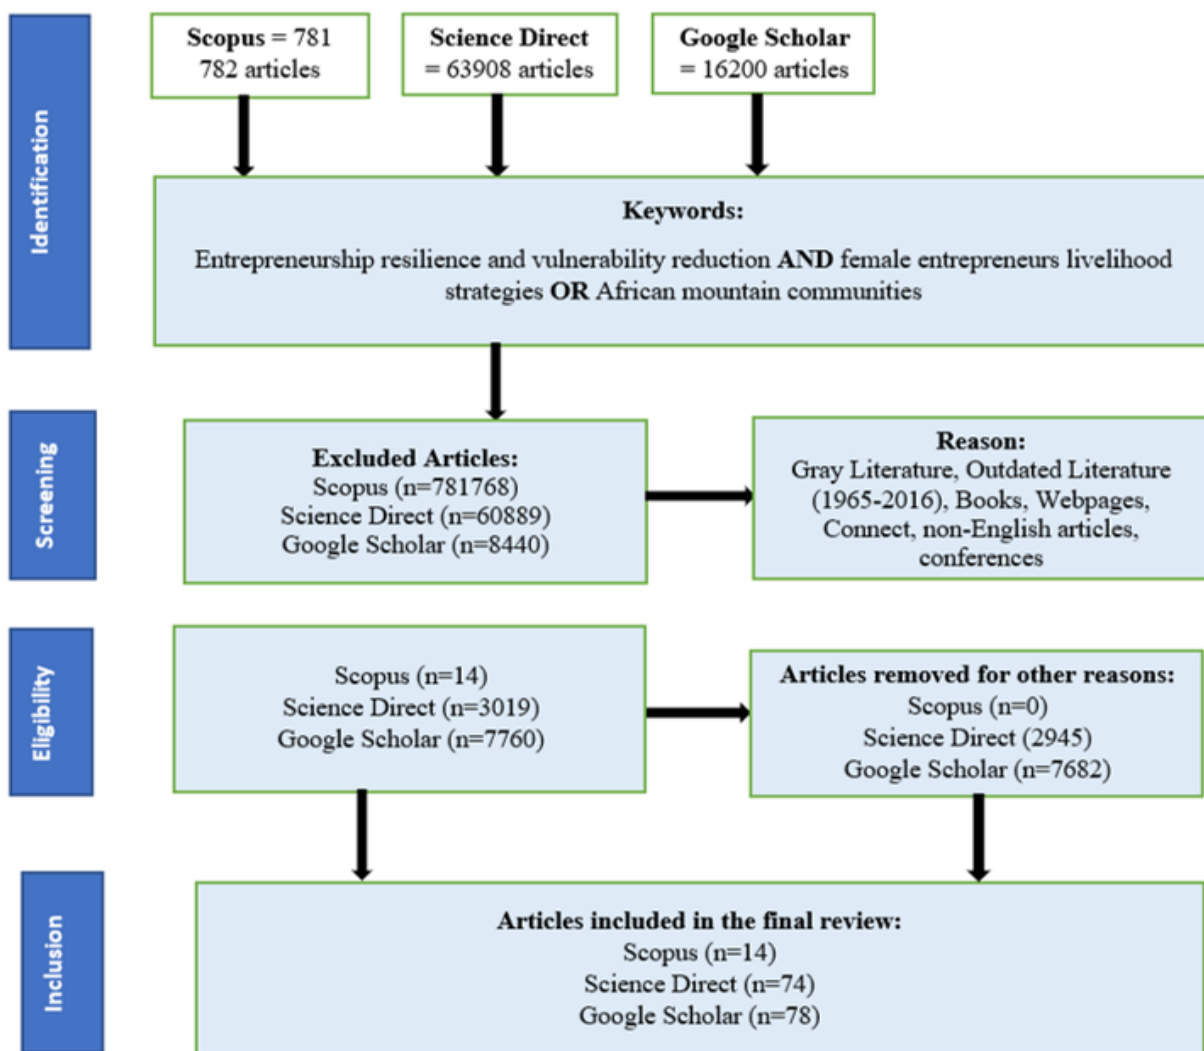 Identification
Scopus = 781
782 articles
Science Direct
= 63908 articles
Google Scholar
= 16200 articles
Keywords:
Entrepreneurship resilience and vulnerability reduction AND female entrepreneurs livelihood
strategies OR African mountain communities
Screening
Excluded Articles:
Scopus (n=781768)
Science Direct (n=60889)
Google Scholar (n=8440)
Reason:
Gray Literature, Outdated Literature
(1965-2016), Books, Webpages,
Connect, non-English articles,
conferences
Eligibility
Scopus (n=14)
Science Direct (n=3019)
Google Scholar (n=7760)
Articles removed for other reasons:
Scopus (n=0)
Science Direct (2945)
Google Scholar (n=7682)
Inclusion
Articles included in the final review:
Scopus (n=14)
Science Direct (n=74)
Google Scholar (n=78)